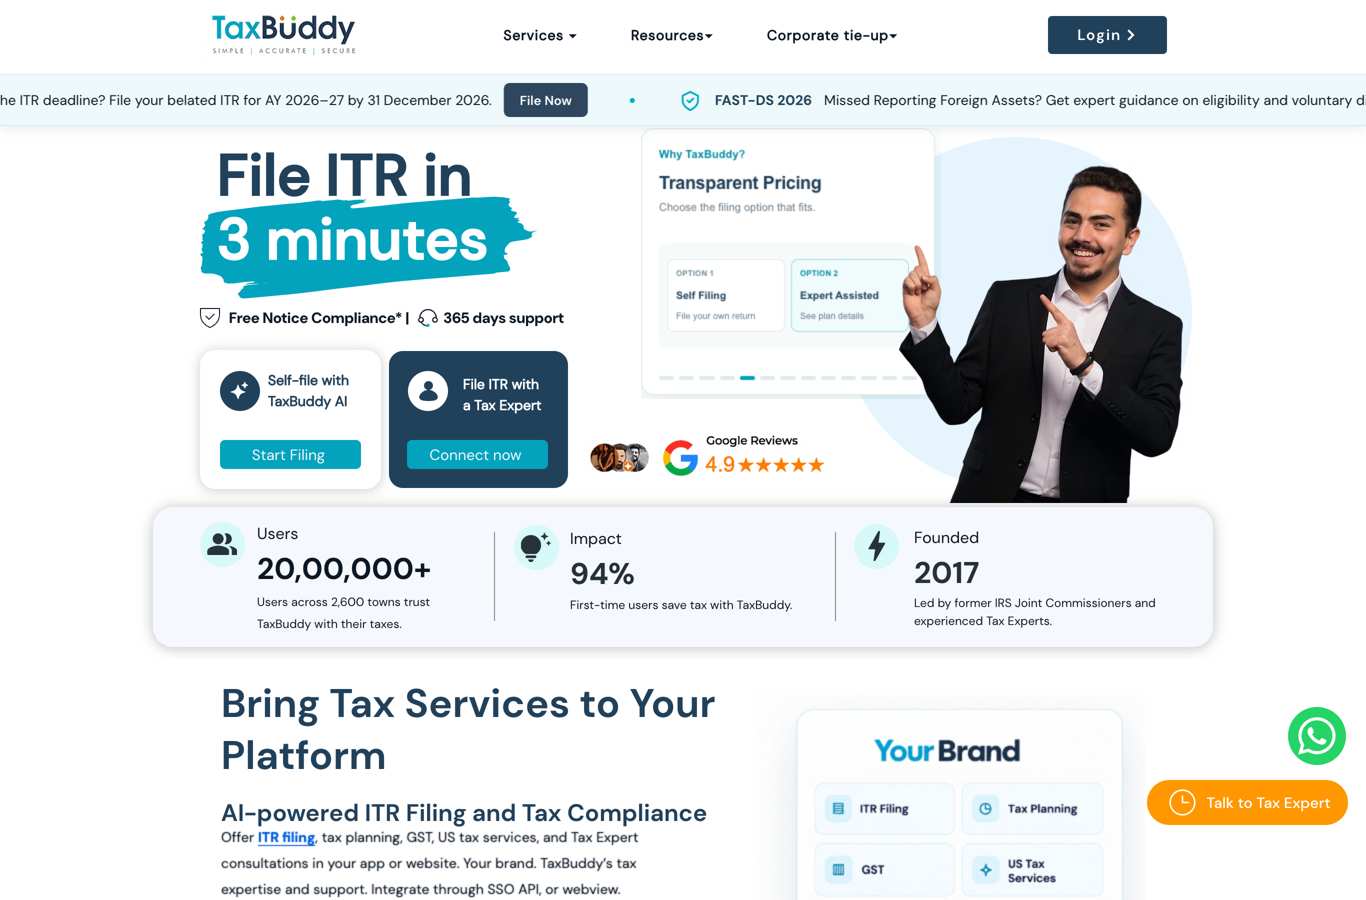 TaxBuddy
SIMPLE | ACCURATE | SECURE
Services
Resources
Corporate tie-up
Login
he ITR deadline? File your belated ITR for AY 2026–27 by 31 December 2026.
File Now
FAST-DS 2026 Missed Reporting Foreign Assets? Get expert guidance on eligibility and voluntary d
File ITR in
3 minutes
Free Notice Compliance* |
365 days support
Self-file with
TaxBuddy AI
Start Filing
File ITR with
a Tax Expert
Connect now
Why TaxBuddy?
Transparent Pricing
Choose the filing option that fits.
OPTION 1
Self Filing
File your own return
OPTION 2
Expert Assisted
See plan details
Google Reviews
4.9
Users
20,00,000+
Users across 2,600 towns trust
TaxBuddy with their taxes.
Impact
94%
First-time users save tax with TaxBuddy.
Founded
2017
Led by former IRS Joint Commissioners and
experienced Tax Experts.
Bring Tax Services to Your
Platform
AI-powered ITR Filing and Tax Compliance
Offer ITR filing, tax planning, GST, US tax services, and Tax Expert
consultations in your app or website. Your brand. TaxBuddy's tax
expertise and support. Integrate through SSO API, or webview.
Your Brand
ITR Filing
Tax Planning
GST
US Tax
Services
Talk to Tax Expert